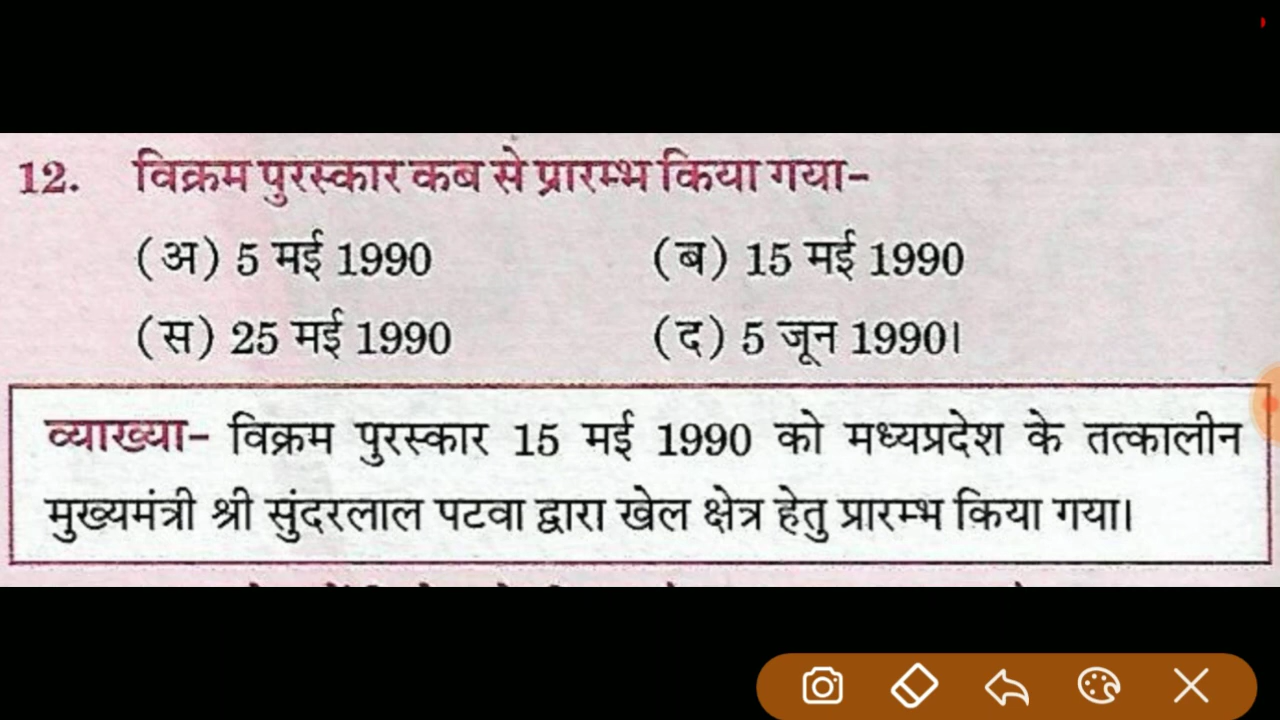 12. विक्रम पुरस्कार कब से प्रारम्भ किया गया-
(अ) 5 मई 1990 (ब) 15 मई 1990
(स) 25 मई 1990 (द) 5 जून 1990।
व्याख्या- विक्रम पुरस्कार 15 मई 1990 को मध्यप्रदेश के तत्कालीन
मुख्यमंत्री श्री सुंदरलाल पटवा द्वारा खेल क्षेत्र हेतु प्रारम्भ किया गया।